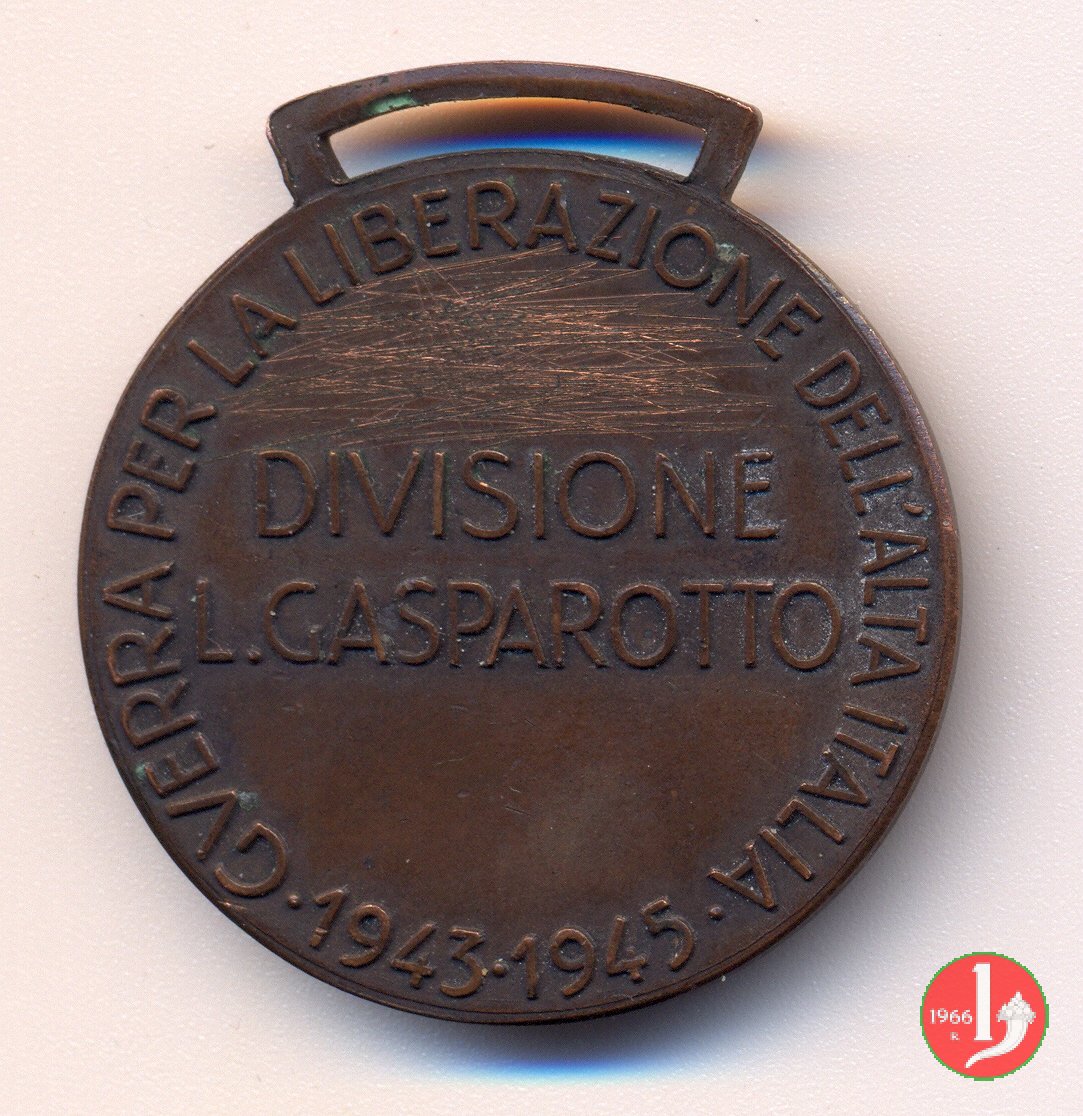 GVERRA PER LA LIBERAZIONE DELL'ALTA ITALIA
DIVISIONE
L. GASPAROTTO
· 1943 · 1945 ·
1966
R